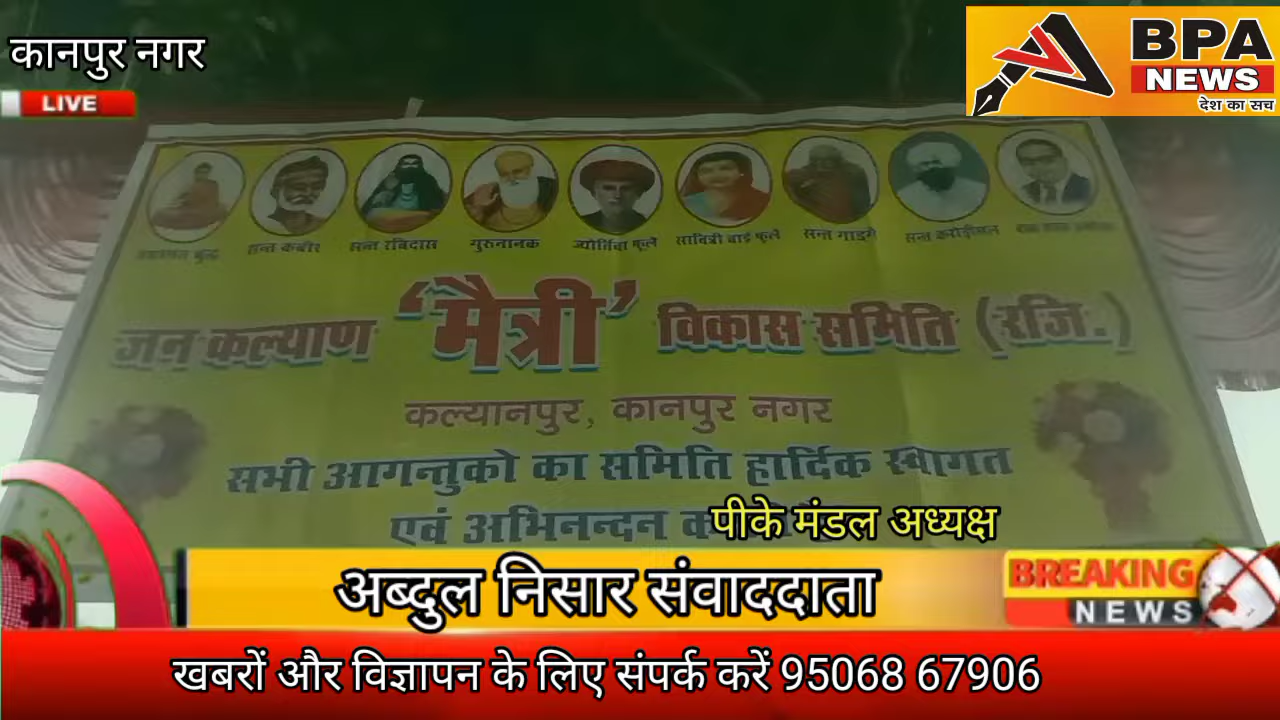 कानपुर नगर
LIVE
BPA
NEWS
देश का सच
सन्त कबीर
सन्त रविदास
गुरुनानक
ज्योतिबा फूले
सावित्री बाई फूले
सन्त गाडगे
सन्त
जन कल्याण 'मैत्री' विकास समिति (रजि.)
कल्यानपुर, कानपुर नगर
सभी आगन्तुको का समिति हार्दिक स्वागत
एवं अभिनन्दन
पीके मंडल अध्यक्ष
अब्दुल निसार संवाददाता
BREAKING
NEWS
खबरों और विज्ञापन के लिए संपर्क करें 95068 67906